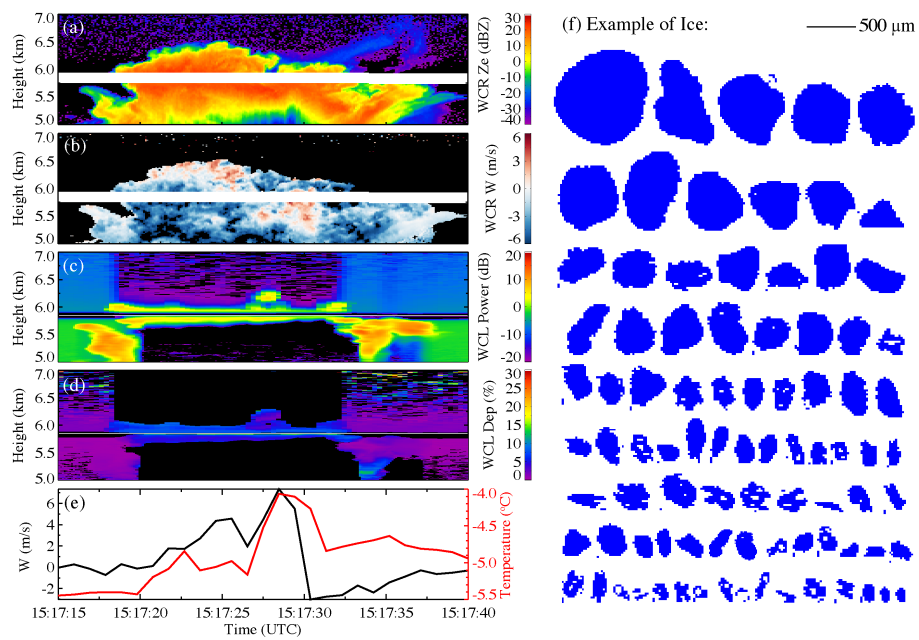 (a)
Height (km)
7.0
6.5
6.0
5.5
5.0
WCR Ze (dBZ)
30
20
10
0
-10
-20
-30
-40
(b)
Height (km)
7.0
6.5
6.0
5.5
5.0
WCR W (m/s)
6
3
0
-3
-6
(c)
Height (km)
7.0
6.5
6.0
5.5
5.0
WCL Power (dB)
20
10
0
-10
-20
(d)
Height (km)
7.0
6.5
6.0
5.5
5.0
WCL Dep (%)
30
25
20
15
10
5
0
(e)
W (m/s)
6
4
2
0
-2
Temperature (°C)
-4.0
-4.5
-5.0
-5.5
15:17:15 15:17:20 15:17:25 15:17:30 15:17:35 15:17:40
Time (UTC)
(f) Example of Ice:
500 µm